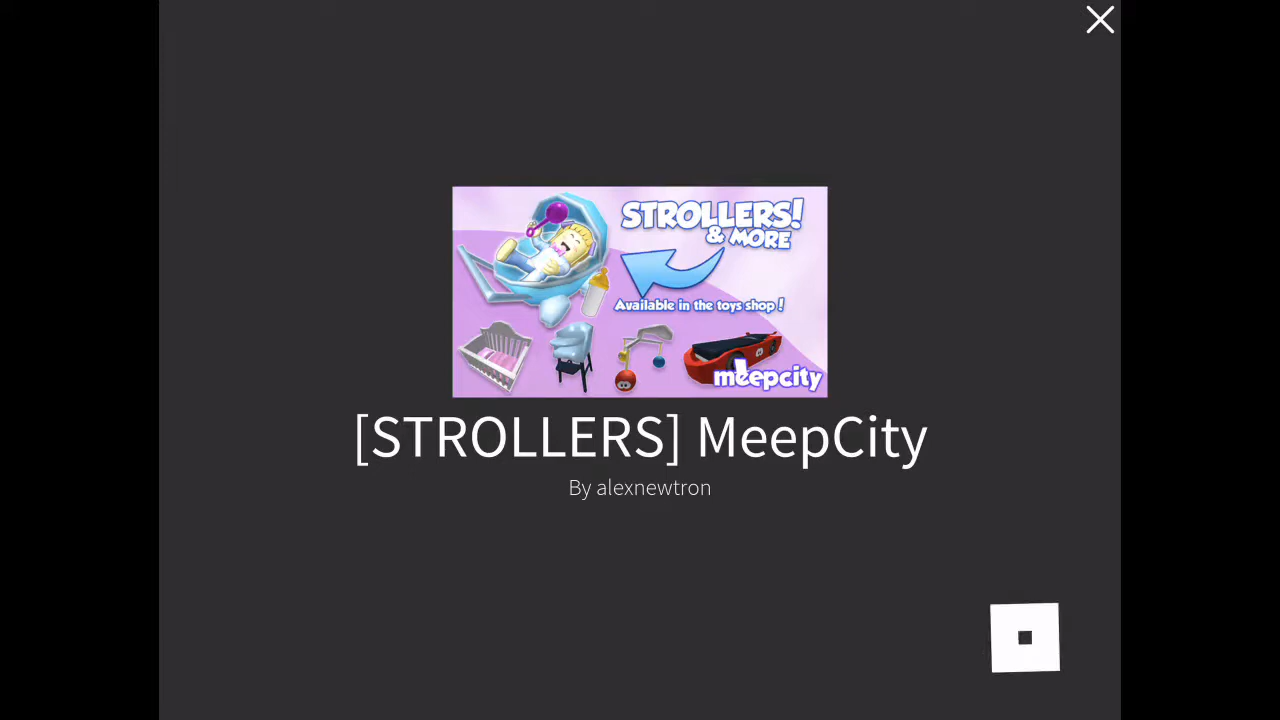 STROLLERS!
& MORE
Available in the toys shop!
meepcity
[STROLLERS] MeepCity
By alexnewtron